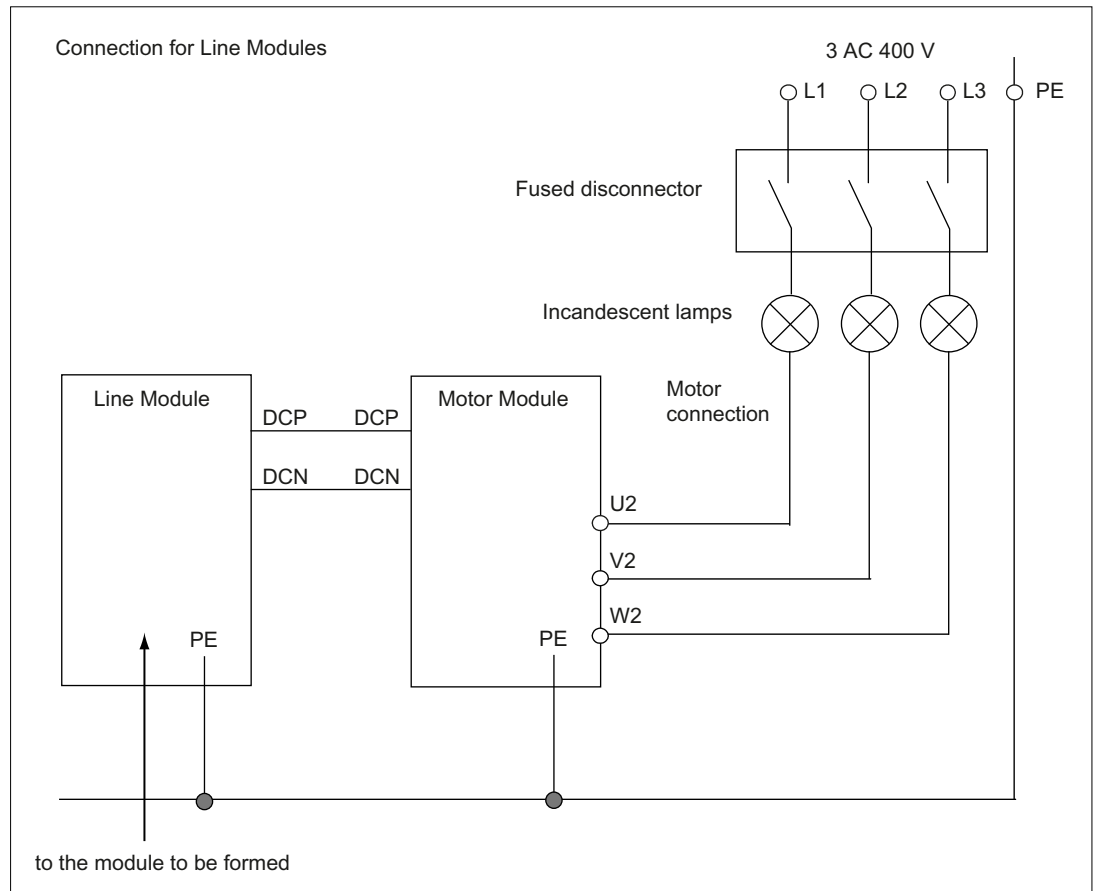 Connection for Line Modules
3 AC 400 V
L1
L2
L3
PE
Fused disconnector
Incandescent lamps
Line Module
Motor Module
Motor
connection
DCP
DCP
DCN
DCN
U2
V2
W2
PE
PE
to the module to be formed